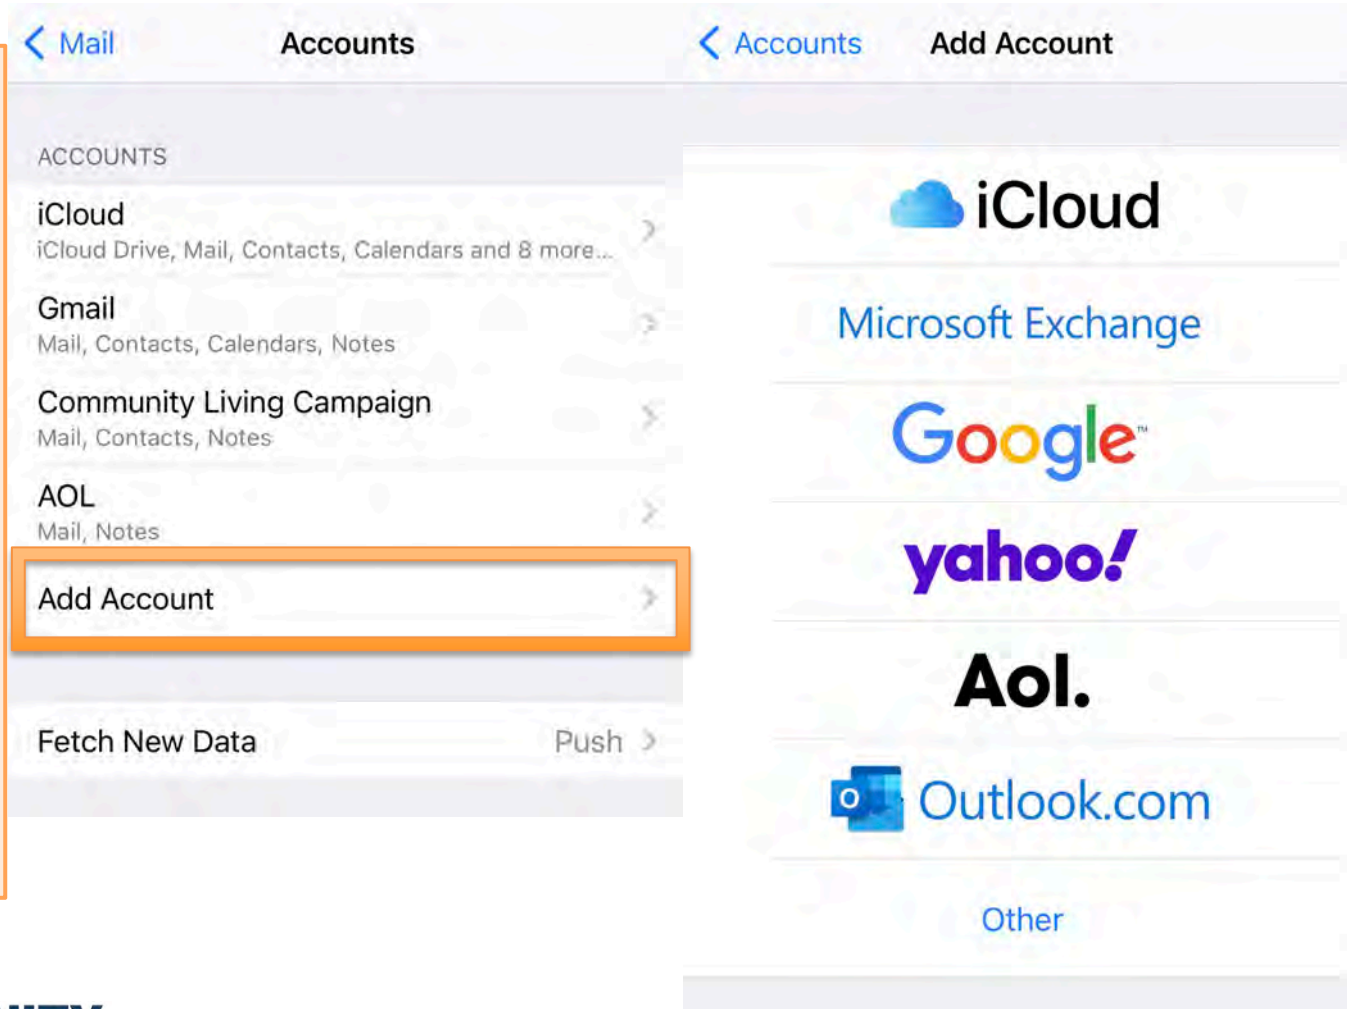 Mail
Accounts
ACCOUNTS
iCloud
iCloud Drive, Mail, Contacts, Calendars and 8 more...
Gmail
Mail, Contacts, Calendars, Notes
Community Living Campaign
Mail, Contacts, Notes
AOL
Mail, Notes
Add Account
Fetch New Data
Push
Accounts
Add Account
iCloud
Microsoft Exchange
Google™
yahoo!
Aol.
Outlook.com
Other